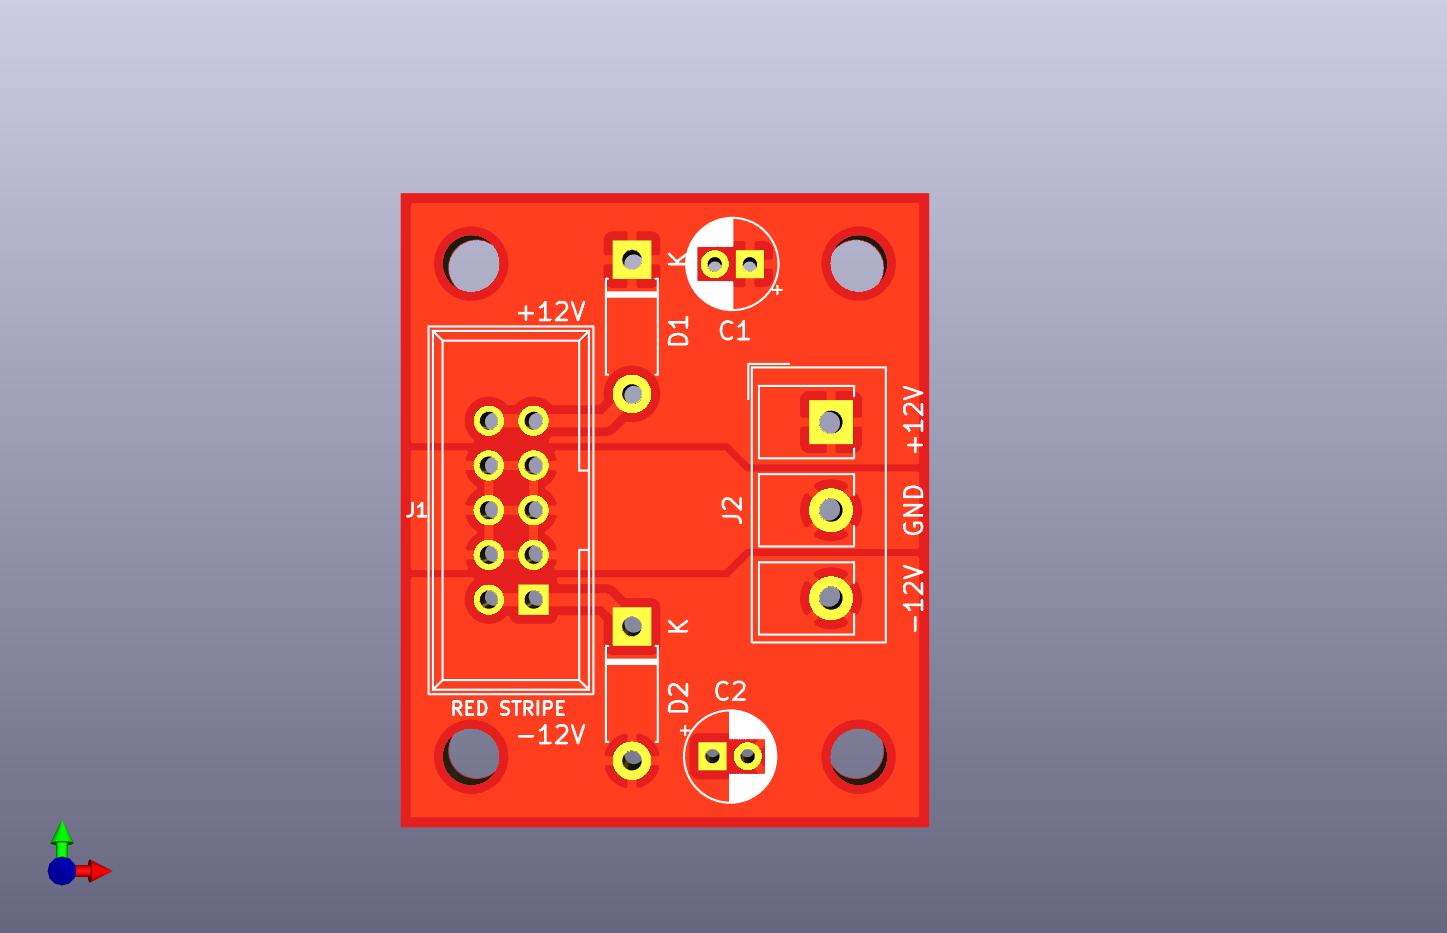 K
+
+12V
D1
C1
+12V
J1
J2
GND
-12V
K
C2
D2
+
RED STRIPE
-12V